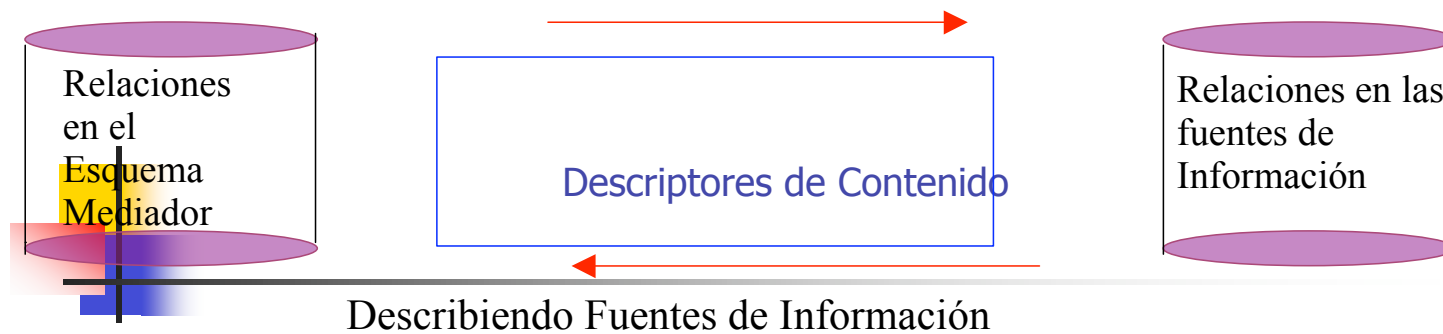 Relaciones
en el
Esquema
Mediador
Descriptores de Contenido
Relaciones en las
fuentes de
Información
Describiendo Fuentes de Información